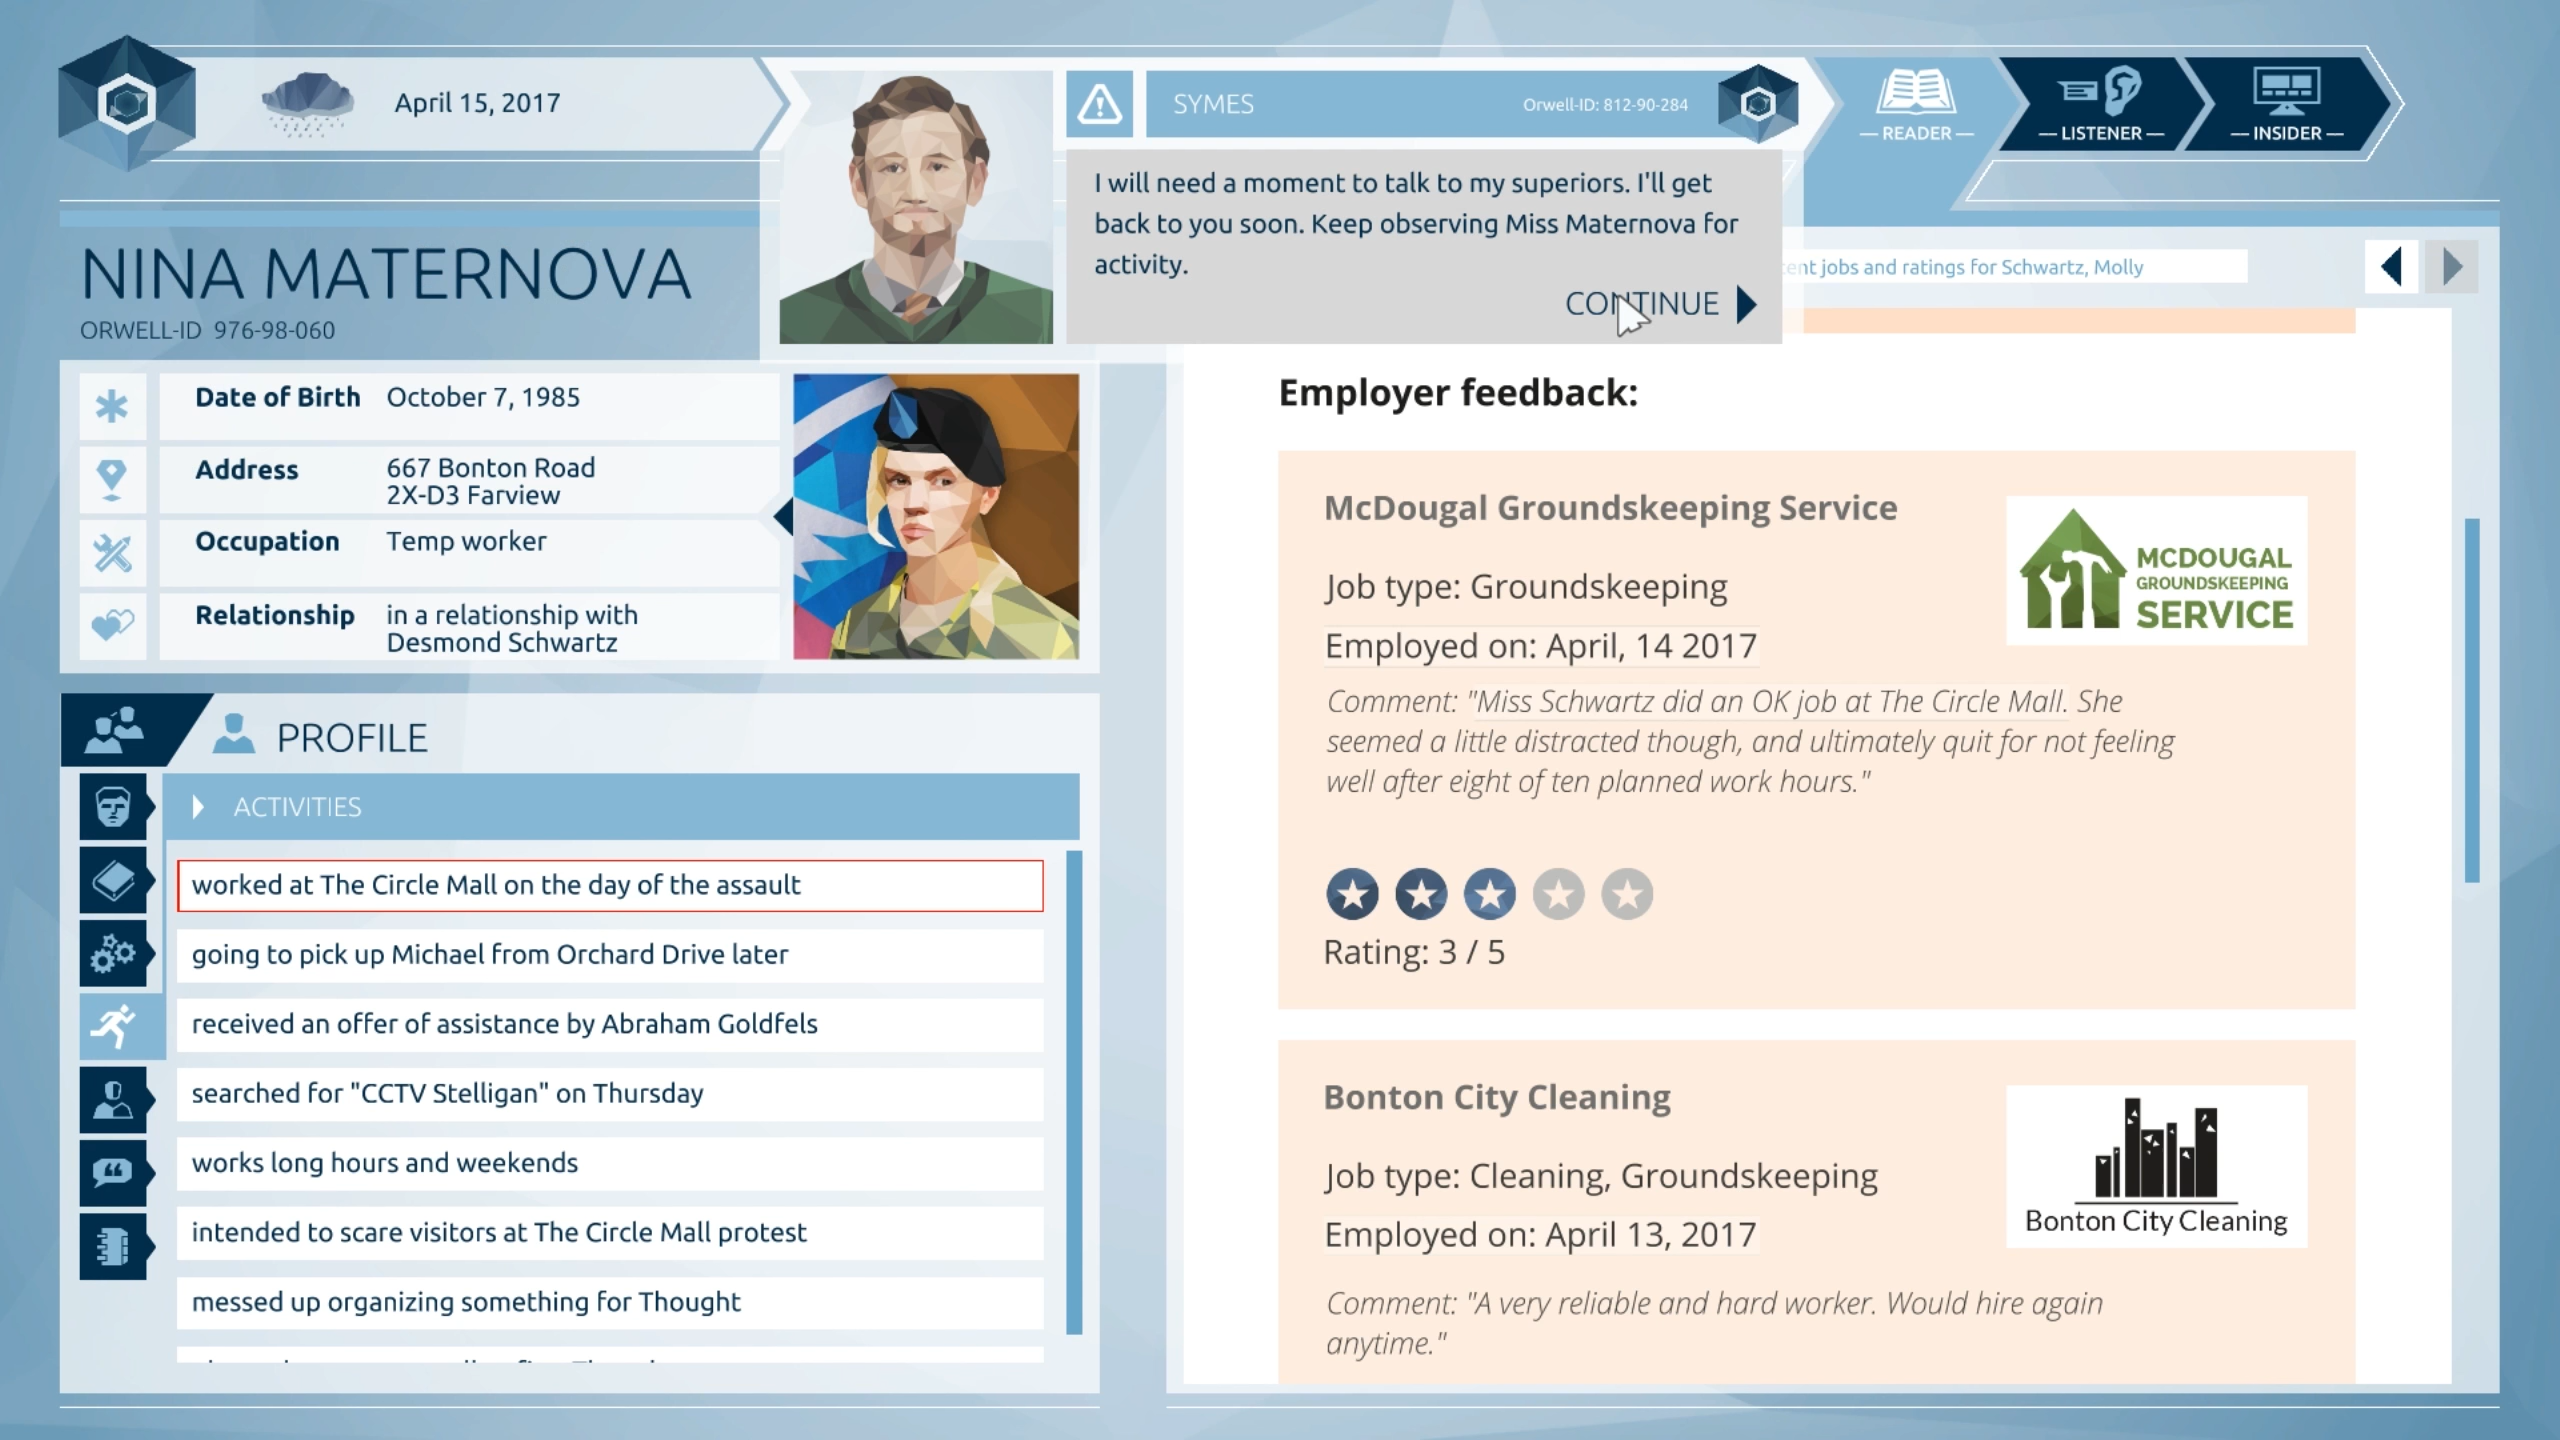 April 15, 2017
SYMES
Orwell-ID: 812-90-284
— READER —
— LISTENER —
— INSIDER —
I will need a moment to talk to my superiors. I'll get
back to you soon. Keep observing Miss Maternova for
activity.
CONTINUE
NINA MATERNOVA
ORWELL-ID 976-98-060
Date of Birth October 7, 1985
Address 667 Bonton Road
2X-D3 Farview
Occupation Temp worker
Relationship in a relationship with
Desmond Schwartz
PROFILE
ACTIVITIES
worked at The Circle Mall on the day of the assault
going to pick up Michael from Orchard Drive later
received an offer of assistance by Abraham Goldfels
searched for "CCTV Stelligan" on Thursday
works long hours and weekends
intended to scare visitors at The Circle Mall protest
messed up organizing something for Thought
jobs and ratings for Schwartz, Molly
Employer feedback:
McDougal Groundskeeping Service
Job type: Groundskeeping
Employed on: April, 14 2017
Comment: "Miss Schwartz did an OK job at The Circle Mall. She
seemed a little distracted though, and ultimately quit for not feeling
well after eight of ten planned work hours."
Rating: 3 / 5
MCDOUGAL
GROUNDSKEEPING
SERVICE
Bonton City Cleaning
Job type: Cleaning, Groundskeeping
Employed on: April 13, 2017
Comment: "A very reliable and hard worker. Would hire again
anytime."
Bonton City Cleaning